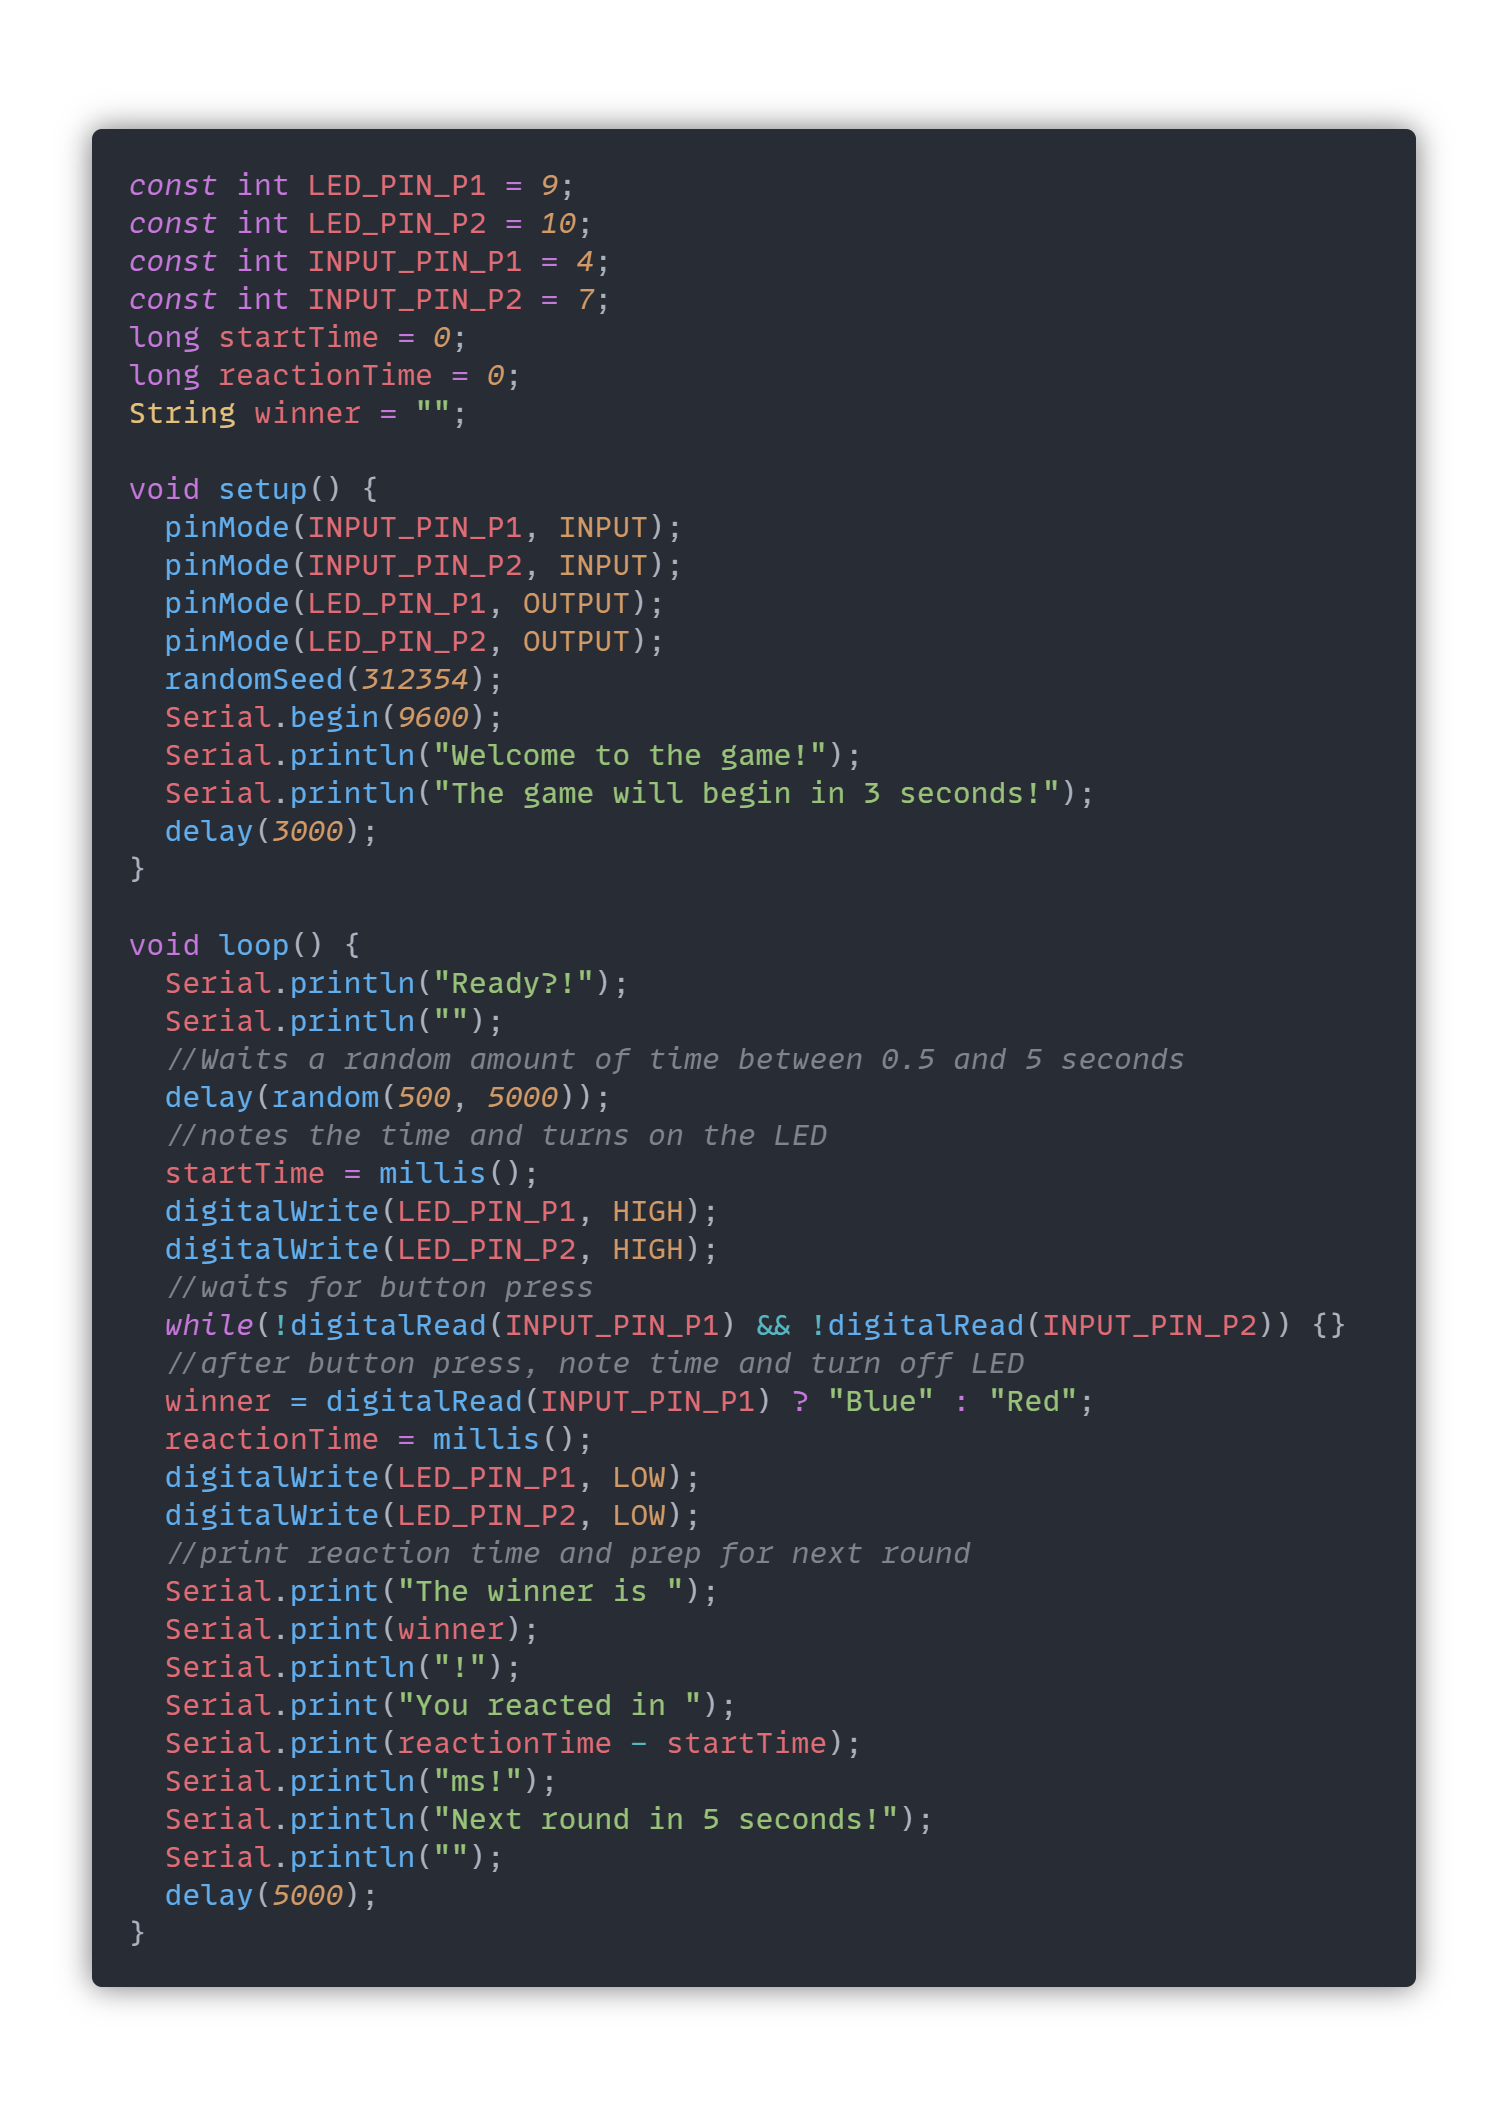 const int LED_PIN_P1 = 9;
const int LED_PIN_P2 = 10;
const int INPUT_PIN_P1 = 4;
const int INPUT_PIN_P2 = 7;
long startTime = 0;
long reactionTime = 0;
String winner = "";

void setup() {
  pinMode(INPUT_PIN_P1, INPUT);
  pinMode(INPUT_PIN_P2, INPUT);
  pinMode(LED_PIN_P1, OUTPUT);
  pinMode(LED_PIN_P2, OUTPUT);
  randomSeed(312354);
  Serial.begin(9600);
  Serial.println("Welcome to the game!");
  Serial.println("The game will begin in 3 seconds!");
  delay(3000);
}

void loop() {
  Serial.println("Ready?!");
  Serial.println("");
  //Waits a random amount of time between 0.5 and 5 seconds
  delay(random(500, 5000));
  //notes the time and turns on the LED
  startTime = millis();
  digitalWrite(LED_PIN_P1, HIGH);
  digitalWrite(LED_PIN_P2, HIGH);
  //waits for button press
  while(!digitalRead(INPUT_PIN_P1) && !digitalRead(INPUT_PIN_P2)) {}
  //after button press, note time and turn off LED
  winner = digitalRead(INPUT_PIN_P1) ? "Blue" : "Red";
  reactionTime = millis();
  digitalWrite(LED_PIN_P1, LOW);
  digitalWrite(LED_PIN_P2, LOW);
  //print reaction time and prep for next round
  Serial.print("The winner is ");
  Serial.print(winner);
  Serial.println("!");
  Serial.print("You reacted in ");
  Serial.print(reactionTime - startTime);
  Serial.println("ms!");
  Serial.println("Next round in 5 seconds!");
  Serial.println("");
  delay(5000);
}